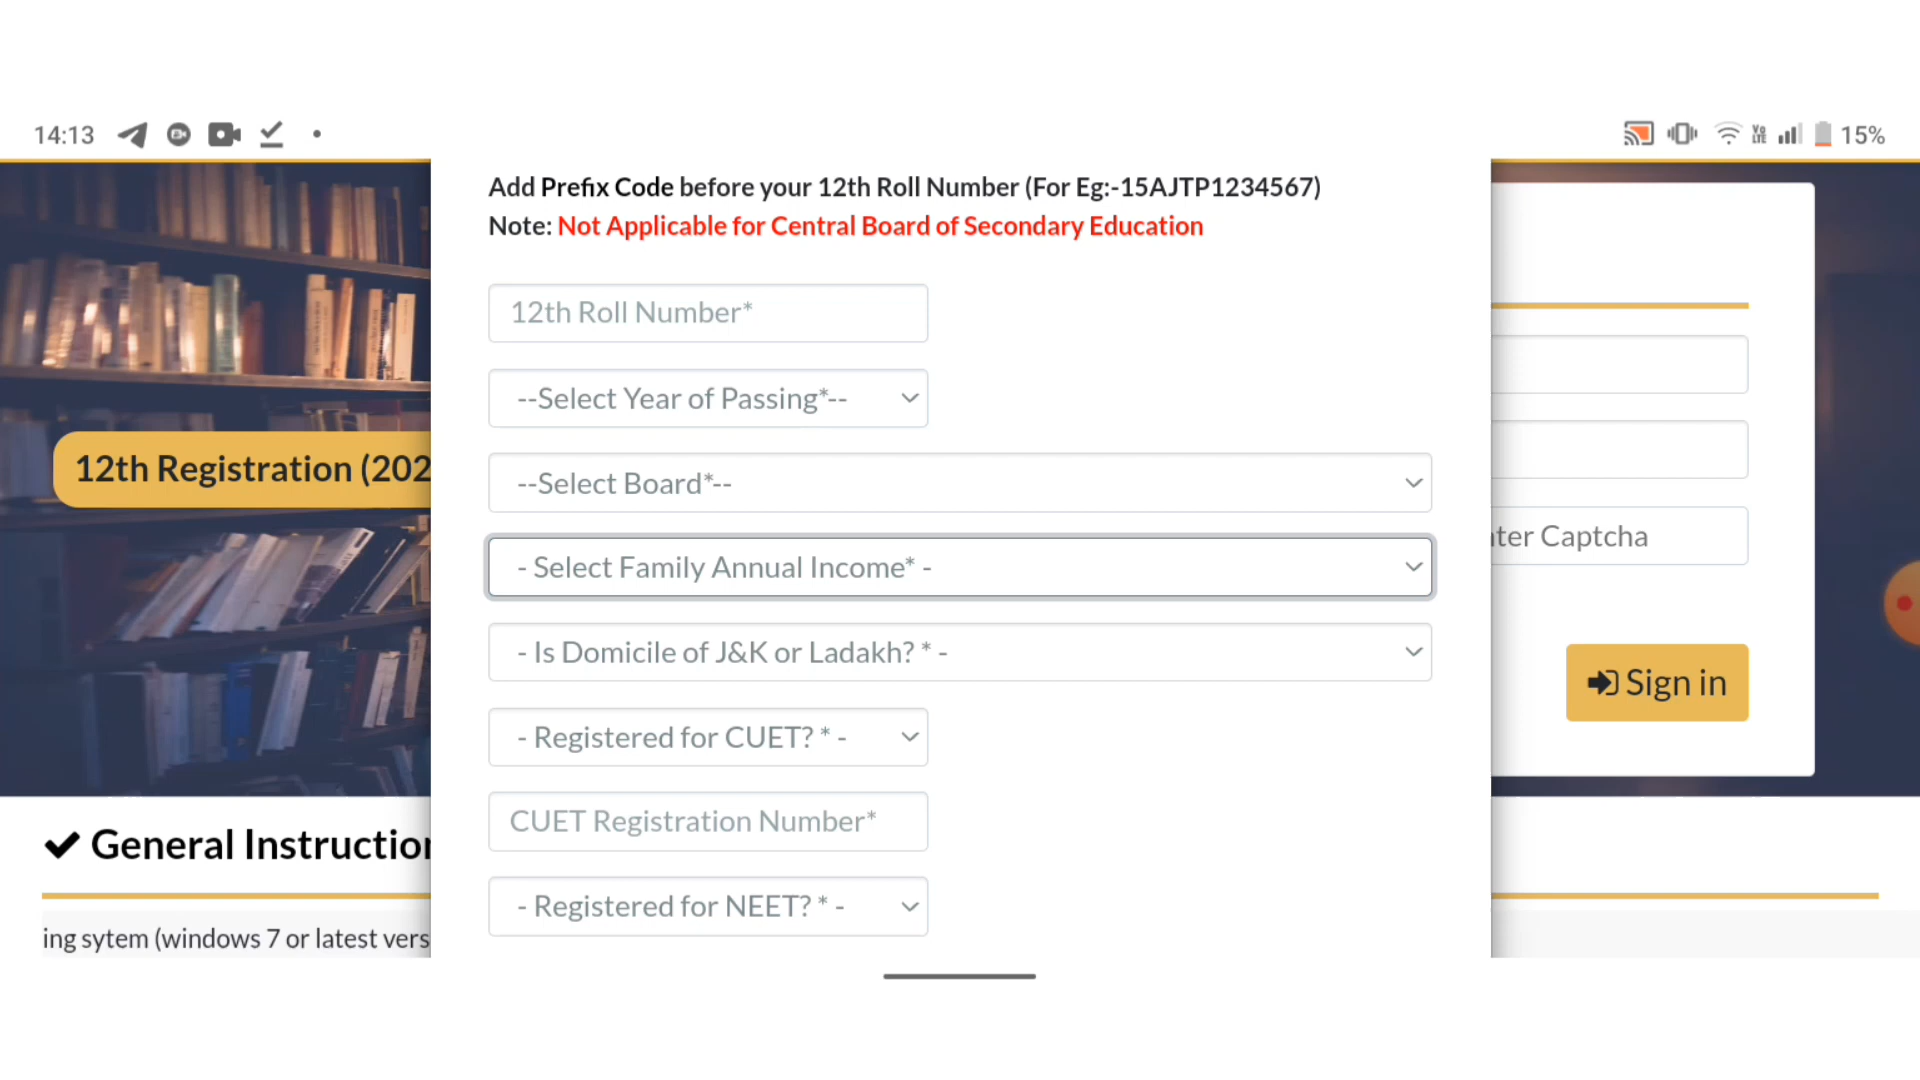 14:13
15%
Add Prefix Code before your 12th Roll Number (For Eg:-15AJTP1234567)
Note: Not Applicable for Central Board of Secondary Education
12th Roll Number*
--Select Year of Passing*--
--Select Board*--
- Select Family Annual Income* -
- Is Domicile of J&K or Ladakh? * -
- Registered for CUET? * -
CUET Registration Number*
- Registered for NEET? * -
12th Registration (202
ter Captcha
Sign in
General Instruction
ing sytem (windows 7 or latest vers